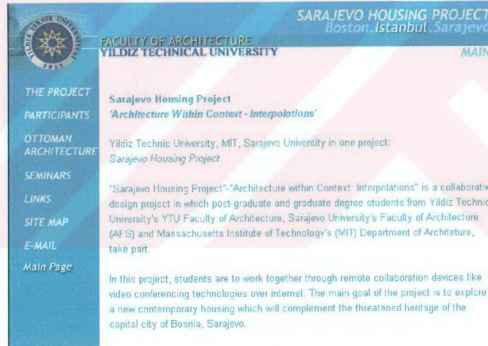 SARAJEVO HOUSING PROJECT
Boston.Istanbul.Sarajevo
FACULTY OF ARCHITECTURE
YILDIZ TECHNICAL UNIVERSITY
MAIN
THE PROJECT
PARTICIPANTS
OTTOMAN
ARCHITECTURE
SEMINARS
LINKS
SITE MAP
E-MAIL
Main Page
Sarajevo Housing Project
'Architecture Within Context - Interpolations'
Yildiz Technic University, MIT, Sarajevo University in one project:
Sarajevo Housing Project
"Sarajevo Housing Project"-"Architecture within Context: Interpolations" is a collaborative
design project in which post-graduate and graduate degree students from Yildiz Technic
University's YTU Faculty of Architecture, Sarajevo University's Faculty of Architecture
(AFS) and Massachusetts Institute of Technology's (MIT) Department of Architeture,
take part.
In this project, students are to work together through remote collaboration devices like
video conferencing technologies over internet. The main goal of the project is to explore
a new contemporary housing which will complement the threatened heritage of the
capital city of Bosnia, Sarajevo.